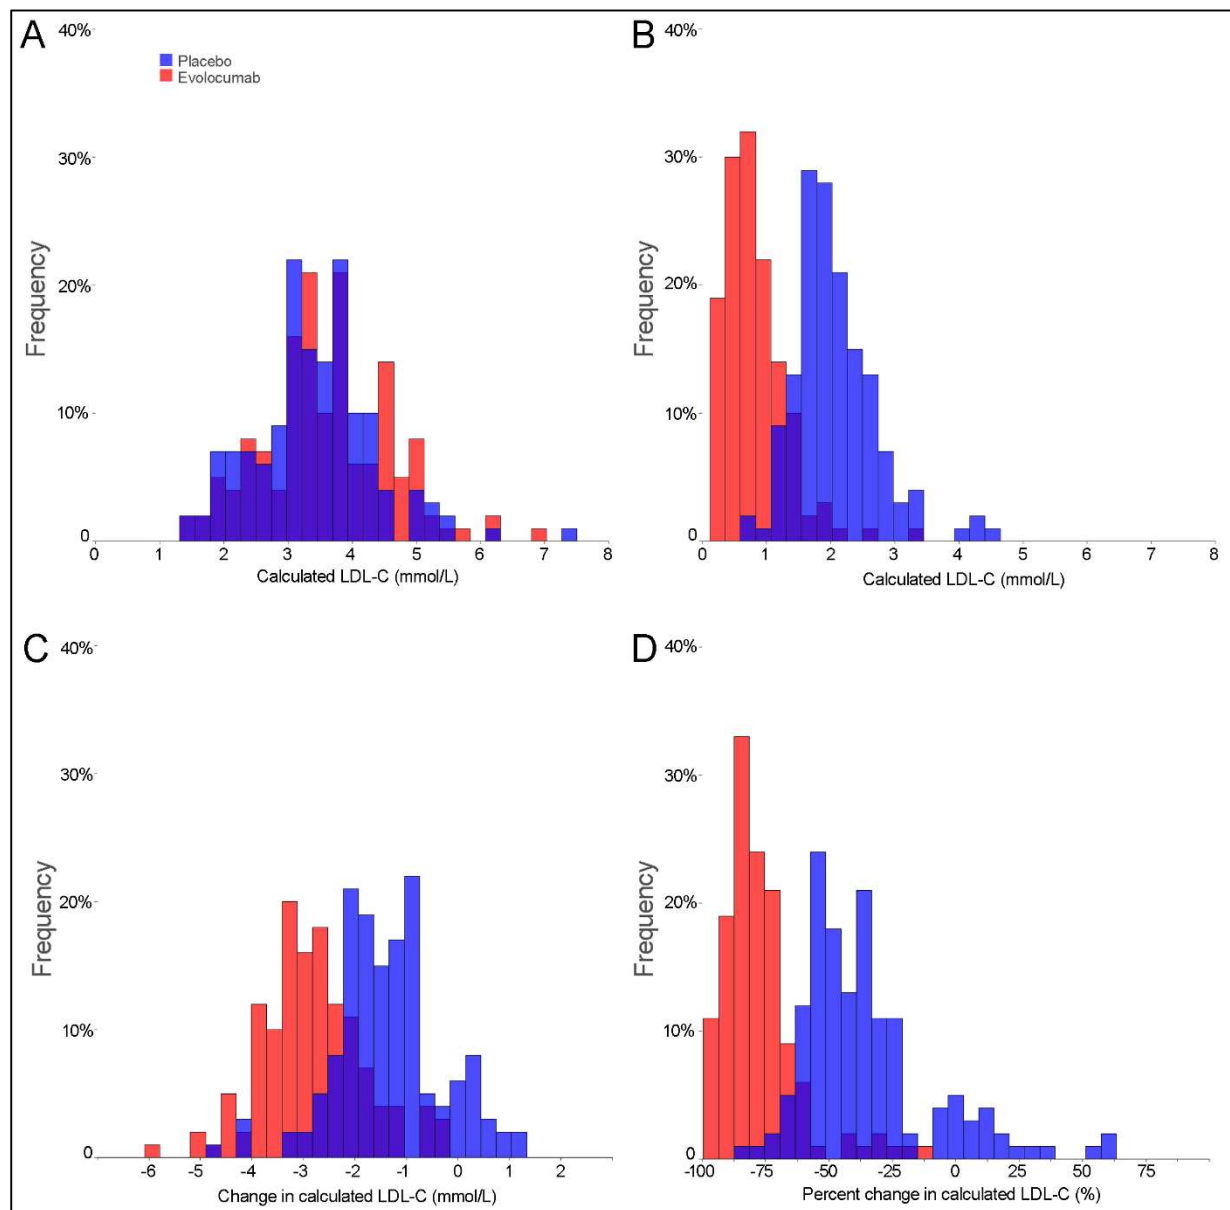 A
40%
30%
20%
10%
0
Frequency
Placebo
Evolocumab
0 1 2 3 4 5 6 7 8
Calculated LDL-C (mmol/L)
B
40%
30%
20%
10%
0
Frequency
0 1 2 3 4 5 6 7 8
Calculated LDL-C (mmol/L)
C
40%
30%
20%
10%
0
Frequency
-6 -5 -4 -3 -2 -1 0 1 2
Change in calculated LDL-C (mmol/L)
D
40%
30%
20%
10%
0
Frequency
-100 -75 -50 -25 0 25 50 75
Percent change in calculated LDL-C (%)